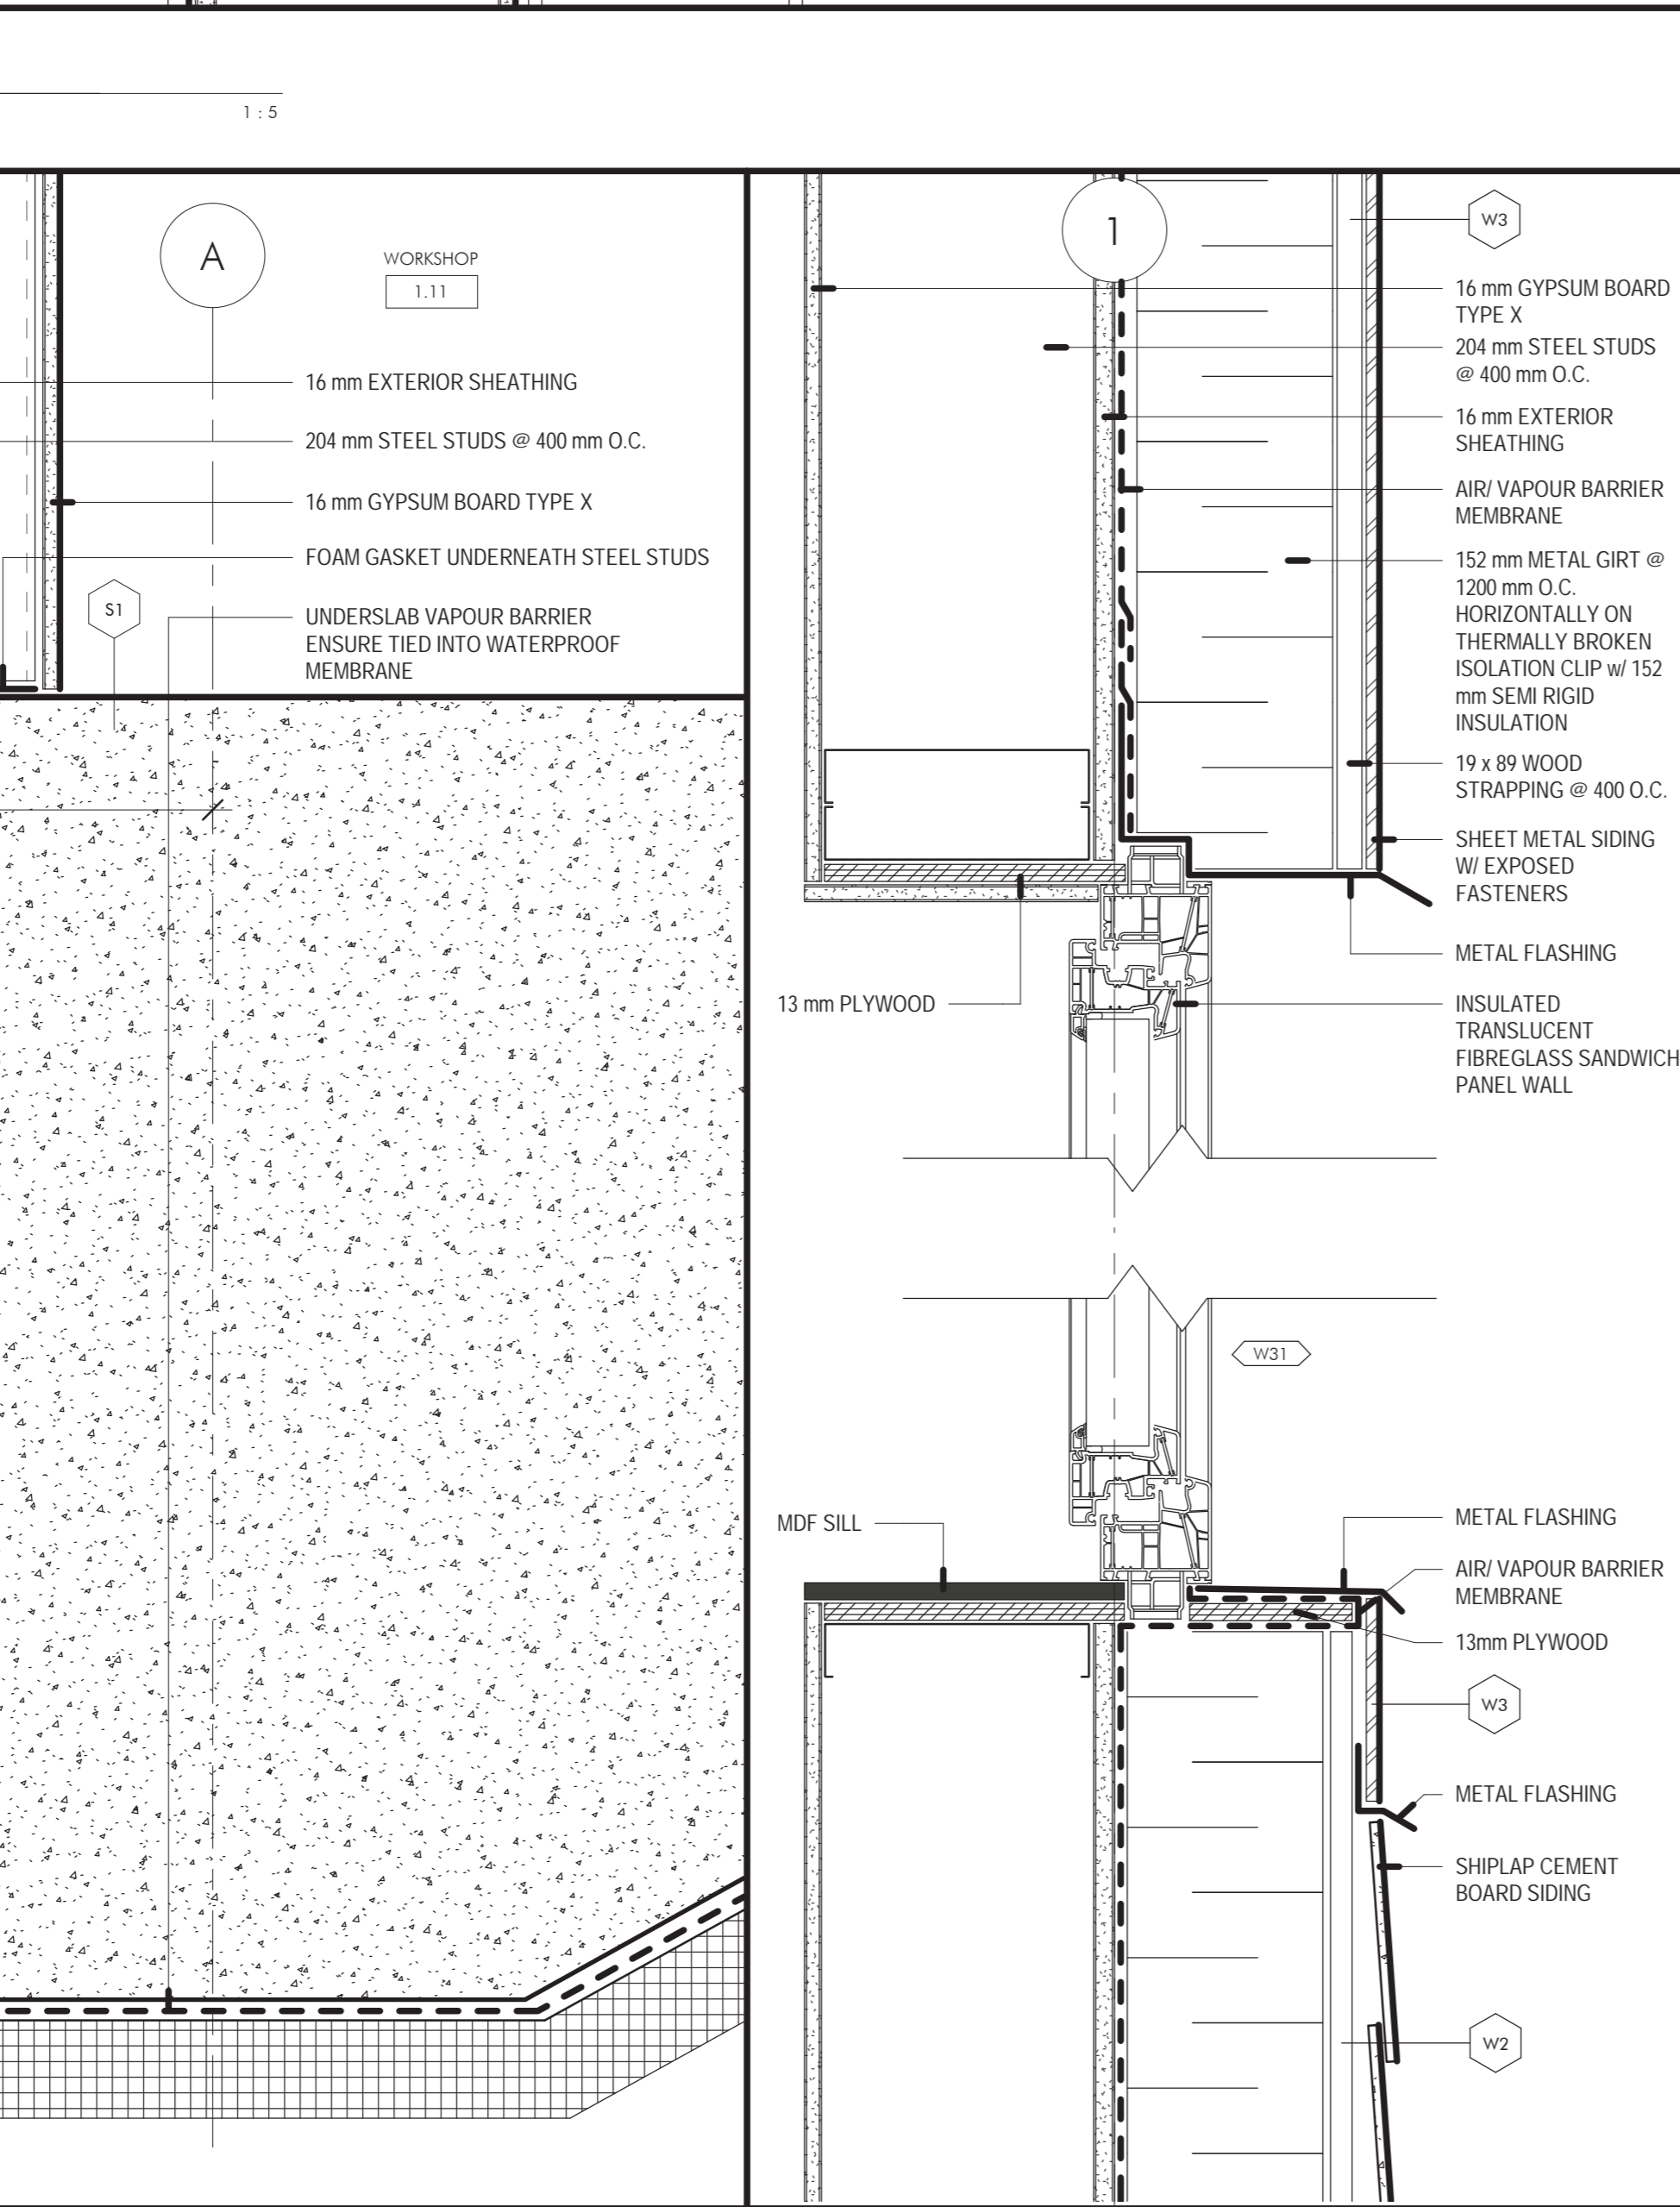 1 : 5
A
WORKSHOP
1.11
16 mm EXTERIOR SHEATHING
204 mm STEEL STUDS @ 400 mm O.C.
16 mm GYPSUM BOARD TYPE X
FOAM GASKET UNDERNEATH STEEL STUDS
S1
UNDERSLAB VAPOUR BARRIER
ENSURE TIED INTO WATERPROOF
MEMBRANE
1
W3
16 mm GYPSUM BOARD
TYPE X
204 mm STEEL STUDS
@ 400 mm O.C.
16 mm EXTERIOR
SHEATHING
AIR/ VAPOUR BARRIER
MEMBRANE
152 mm METAL GIRT @
1200 mm O.C.
HORIZONTALLY ON
THERMALLY BROKEN
ISOLATION CLIP w/ 152
mm SEMI RIGID
INSULATION
19 x 89 WOOD
STRAPPING @ 400 O.C.
SHEET METAL SIDING
W/ EXPOSED
FASTENERS
METAL FLASHING
13 mm PLYWOOD
INSULATED
TRANSLUCENT
FIBREGLASS SANDWICH
PANEL WALL
W31
MDF SILL
METAL FLASHING
AIR/ VAPOUR BARRIER
MEMBRANE
13mm PLYWOOD
W3
METAL FLASHING
SHIPLAP CEMENT
BOARD SIDING
W2